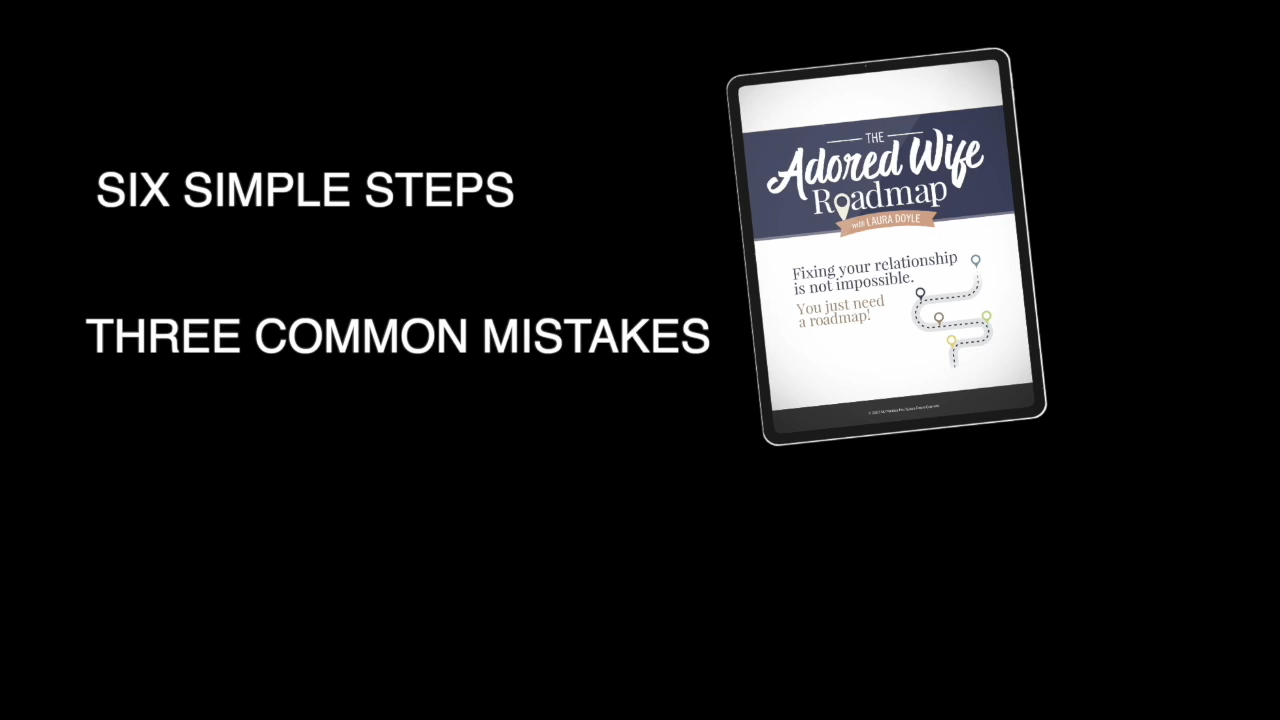 SIX SIMPLE STEPS
THREE COMMON MISTAKES
THE
Adored Wife
Roadmap
with LAURA DOYLE
Fixing your relationship
is not impossible.
You just need
a roadmap!